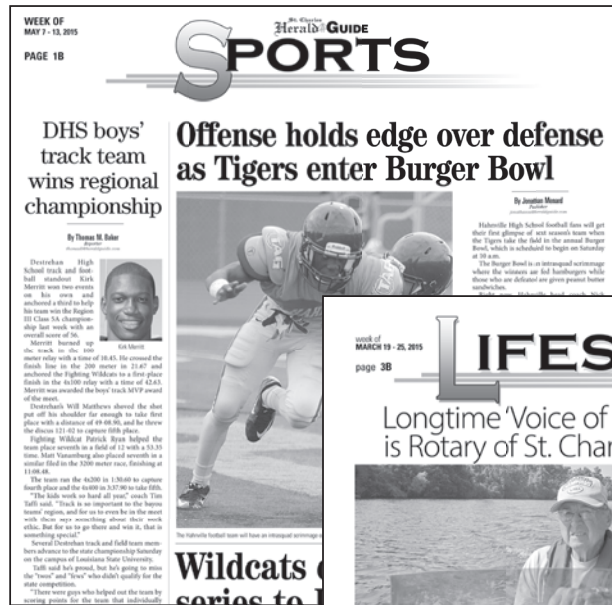 WEEK OF
MAY 7 - 13, 2015
PAGE 1B
St. Charles
Herald Guide
SPORTS
DHS boys'
track team
wins regional
championship
By Thomas M. Baker
Reporter
Destrehan High
School track and foot-
ball standout Kirk
Merritt won two events
on his own and
anchored a third to help
his team win the Region
III Class 5A champion-
ship last week with an
overall score of 56.
Merritt burned up
the track in the 100
meter relay with a time of 10.45. He crossed the
finish line in the 200 meter in 21.67 and
anchored the Fighting Wildcats to a first-place
finish in the 4x100 relay with a time of 42.63.
Merritt was awarded the boys' track MVP award
of the meet.
Destrehan's Will Matthews shoved the shot
put off his shoulder far enough to take first
place with a distance of 49-08.90, and he threw
the discus 121-02 to capture fifth place.
Fighting Wildcat Patrick Ryan helped the
team place seventh in a field of 12 with a 53.35
time. Matt Vanamburg also placed seventh in a
similar filed in the 3200 meter race, finishing at
11:08.48.
The team ran the 4x200 in 1:30.60 to capture
fourth place and the 4x400 in 3:37.90 to take fifth.
"The kids work so hard all year," coach Tim
Taffi said. "Track is so important to the bayou
teams' region, and for us to even be in the meet
with them says something about their work
ethic. But for us to go there and win it, that is
something special."
Several Destrehan track and field team mem-
bers advance to the state championship Saturday
on the campus of Louisiana State University.
Taffi said he's proud, but he's going to miss
the "twos" and "fews" who didn't qualify for the
state competition.
"There were guys who helped out the team by
scoring points for the team that individually
Kirk Merritt
Offense holds edge over defense
as Tigers enter Burger Bowl
By Jonathan Menard
Publisher
Hahnville High School football fans will get
their first glimpse of next season's team when
the Tigers take the field in the annual Burger
Bowl, which is scheduled to begin on Saturday
at 10 a.m.
The Burger Bowl is an intrasquad scrimmage
where the winners are fed hamburgers while
those who are defeated are given peanut butter
sandwiches.
The Hahnville football team will have an intrasquad scrimmage
Wildcats
series to
week of
MARCH 19 - 25, 2015
page 3B
LIFES
Longtime 'Voice of
is Rotary of St. Char